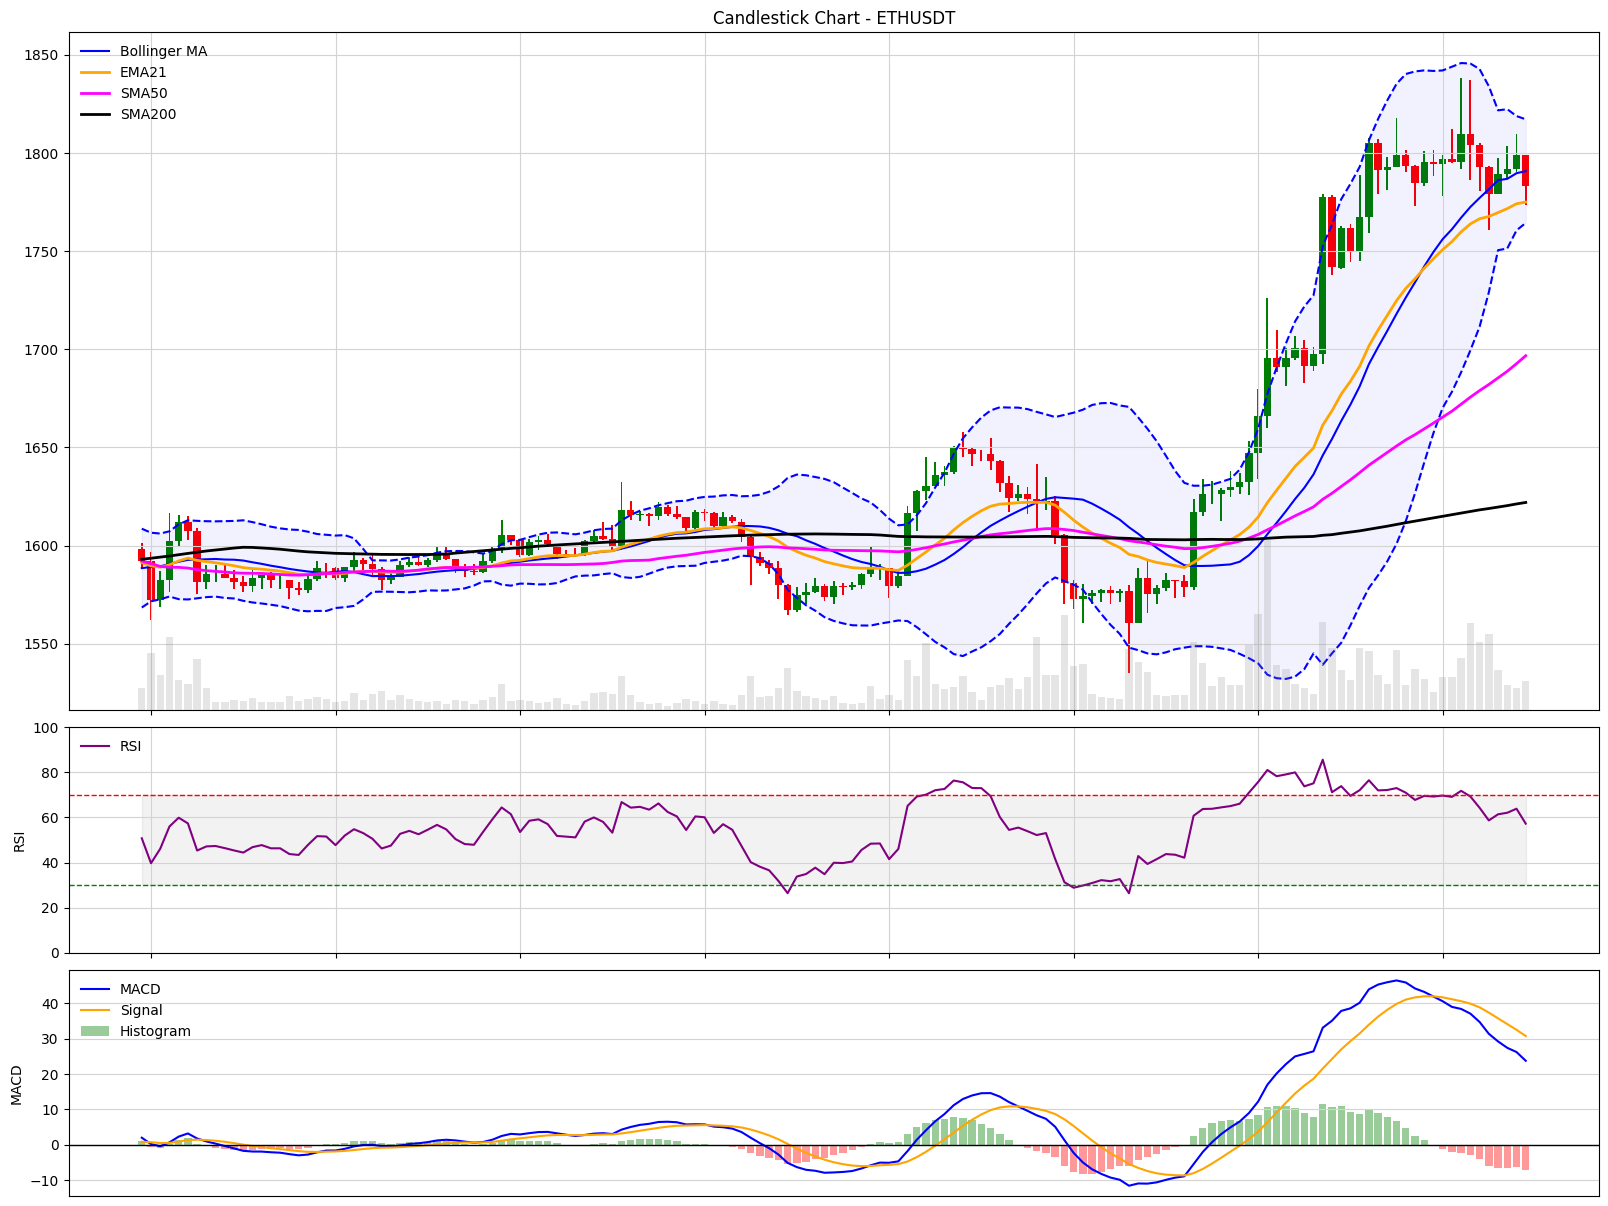 Candlestick Chart - ETHUSDT
1850
1800
1750
1700
1650
1600
1550
Bollinger MA
EMA21
SMA50
SMA200
100
80
60
40
20
0
RSI
RSI
40
30
20
10
0
−10
MACD
MACD
Signal
Histogram